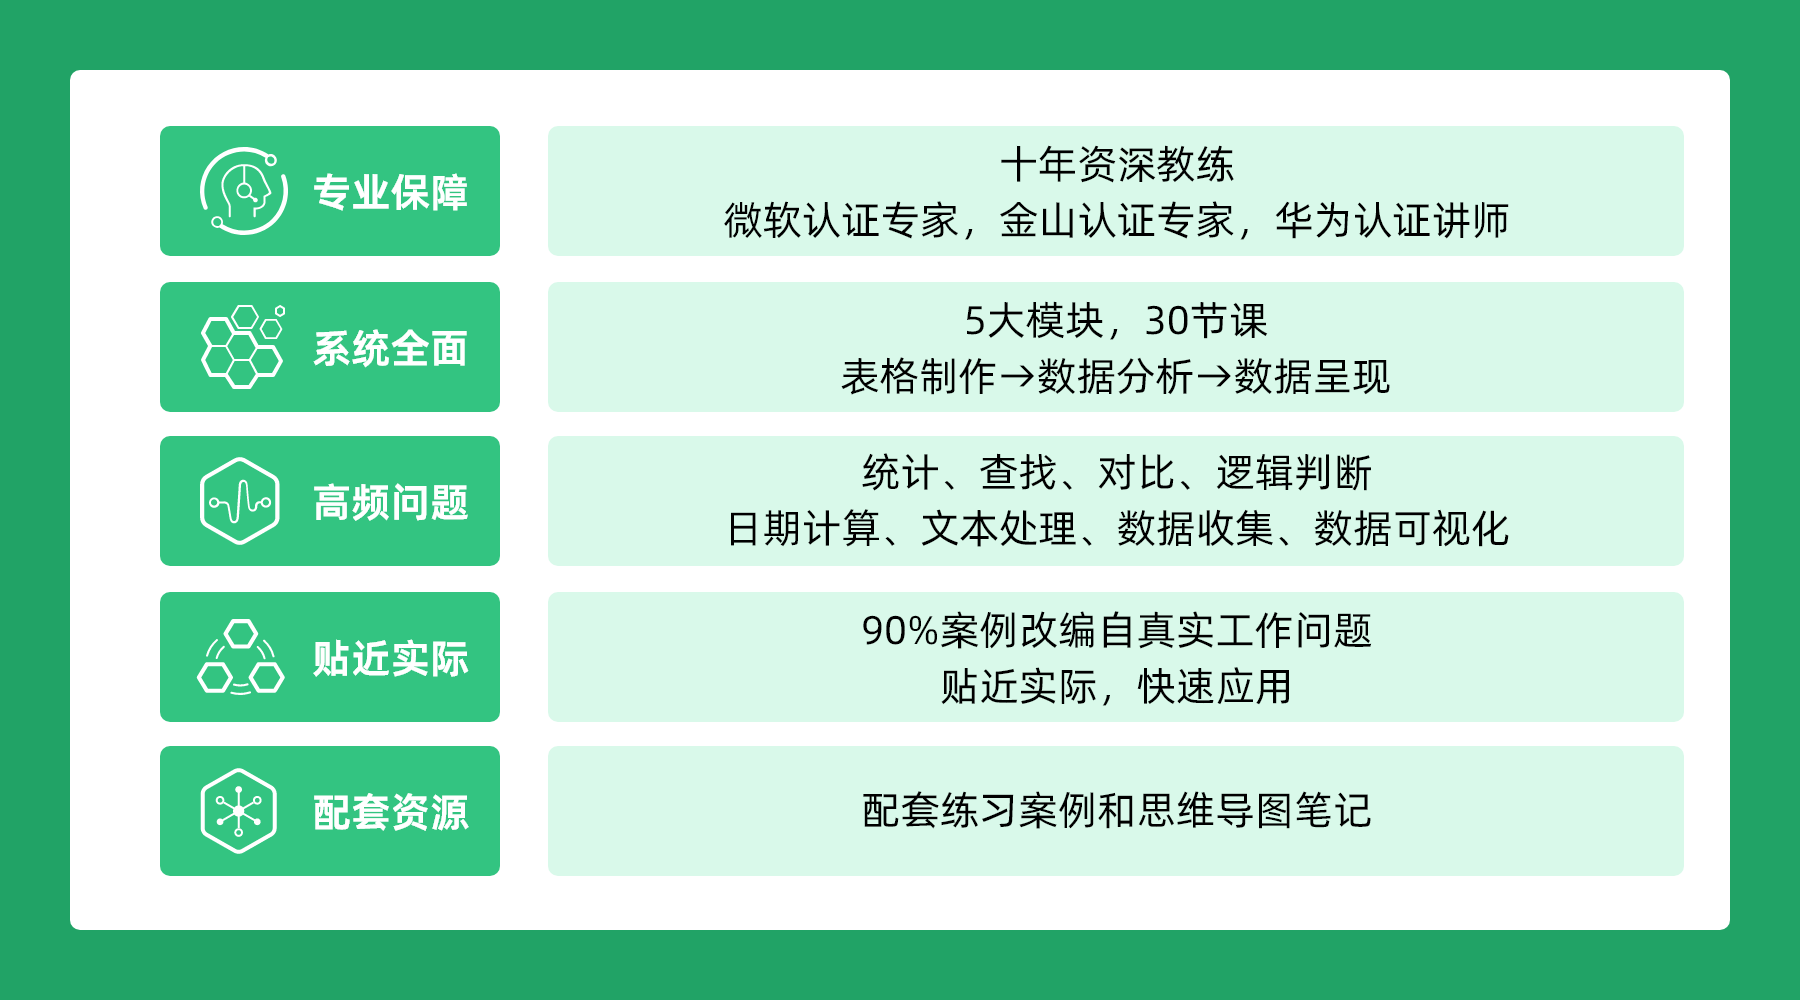 专业保障
十年资深教练
微软认证专家，金山认证专家，华为认证讲师
系统全面
5大模块，30节课
表格制作→数据分析→数据呈现
高频问题
统计、查找、对比、逻辑判断
日期计算、文本处理、数据收集、数据可视化
贴近实际
90%案例改编自真实工作问题
贴近实际，快速应用
配套资源
配套练习案例和思维导图笔记